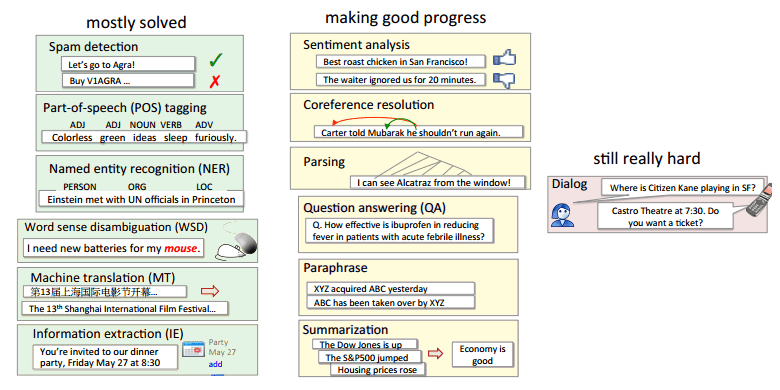 mostly solved
Spam detection
Let's go to Agra!
✓
Buy V1AGRA ...
✗
Part-of-speech (POS) tagging
ADJ ADJ NOUN VERB ADV
Colorless green ideas sleep furiously.
Named entity recognition (NER)
PERSON ORG LOC
Einstein met with UN officials in Princeton
Word sense disambiguation (WSD)
I need new batteries for my mouse.
Machine translation (MT)
第13届上海国际电影节开幕…
The 13th Shanghai International Film Festival...
Information extraction (IE)
You're invited to our dinner
party, Friday May 27 at 8:30
Party
May 27
add
making good progress
Sentiment analysis
Best roast chicken in San Francisco!
The waiter ignored us for 20 minutes.
Coreference resolution
Carter told Mubarak he shouldn't run again.
Parsing
I can see Alcatraz from the window!
Question answering (QA)
Q. How effective is ibuprofen in reducing
fever in patients with acute febrile illness?
Paraphrase
XYZ acquired ABC yesterday
ABC has been taken over by XYZ
Summarization
The Dow Jones is up
The S&P500 jumped
Housing prices rose
Economy is
good
still really hard
Dialog
Where is Citizen Kane playing in SF?
Castro Theatre at 7:30. Do
you want a ticket?